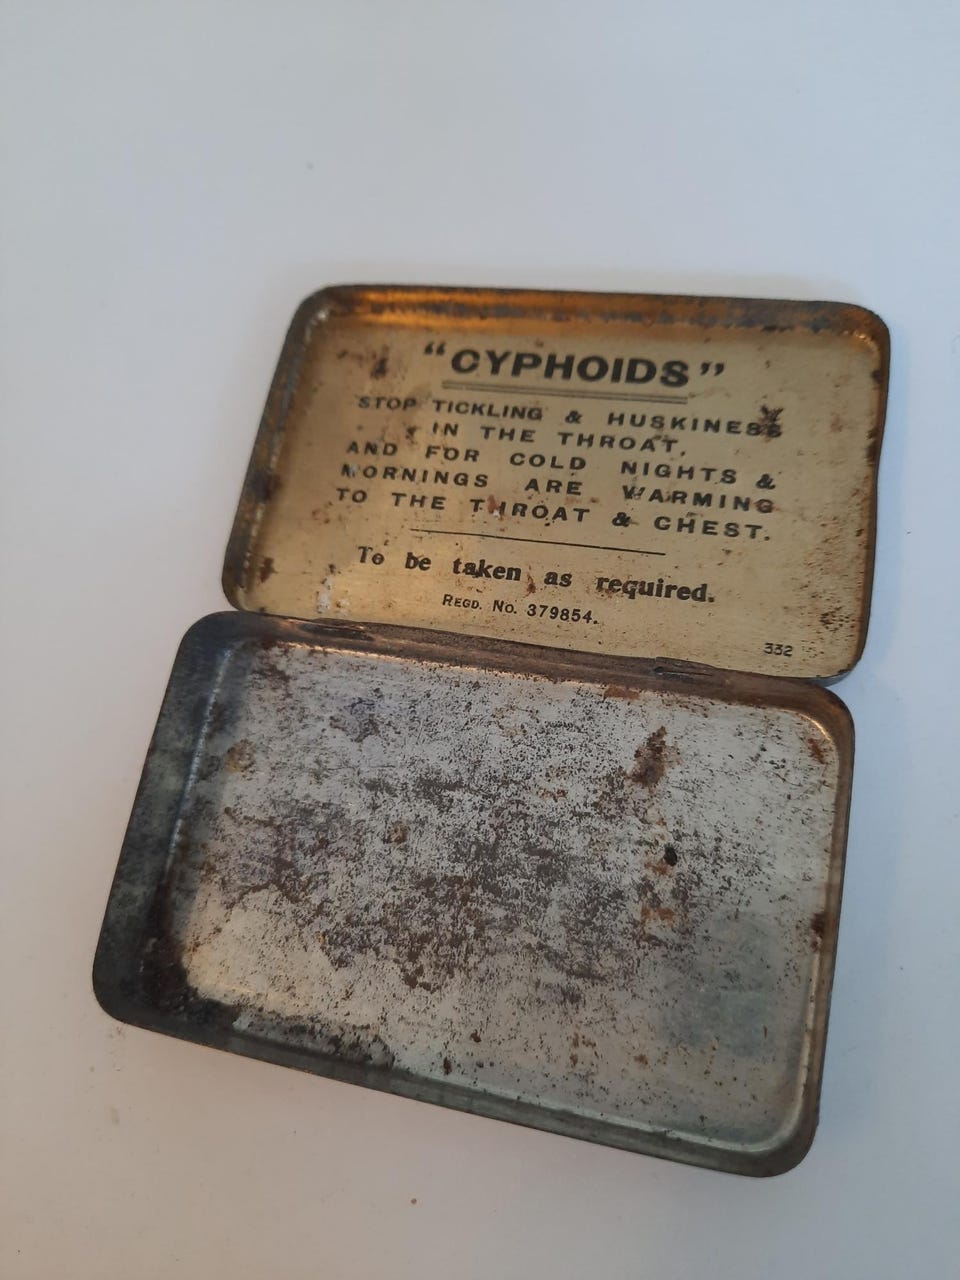 "CYPHOIDS"
STOP TICKLING & HUSKINESS
IN THE THROAT,
AND FOR COLD NIGHTS &
MORNINGS ARE WARMING
TO THE THROAT & CHEST.
To be taken as required.
REGD. NO. 379854.
332